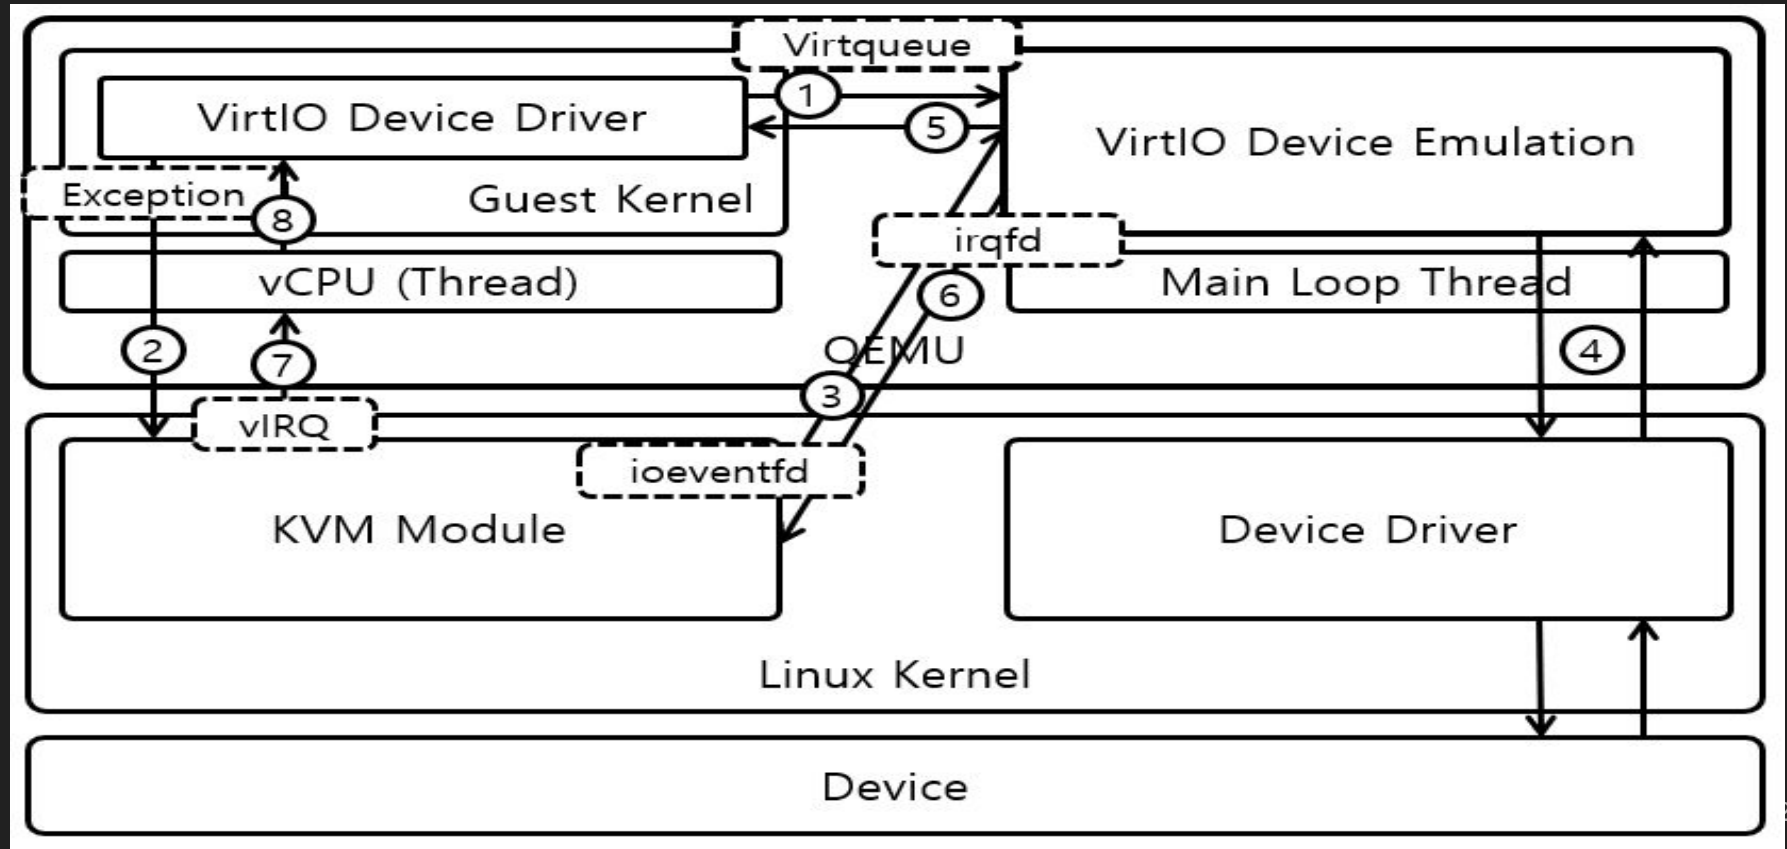 Virtqueue
VirtIO Device Driver
1
5
VirtIO Device Emulation
Exception
8
Guest Kernel
irqfd
vCPU (Thread)
6
Main Loop Thread
2
7
QEMU
3
4
vIRQ
ioeventfd
KVM Module
Device Driver
Linux Kernel
Device